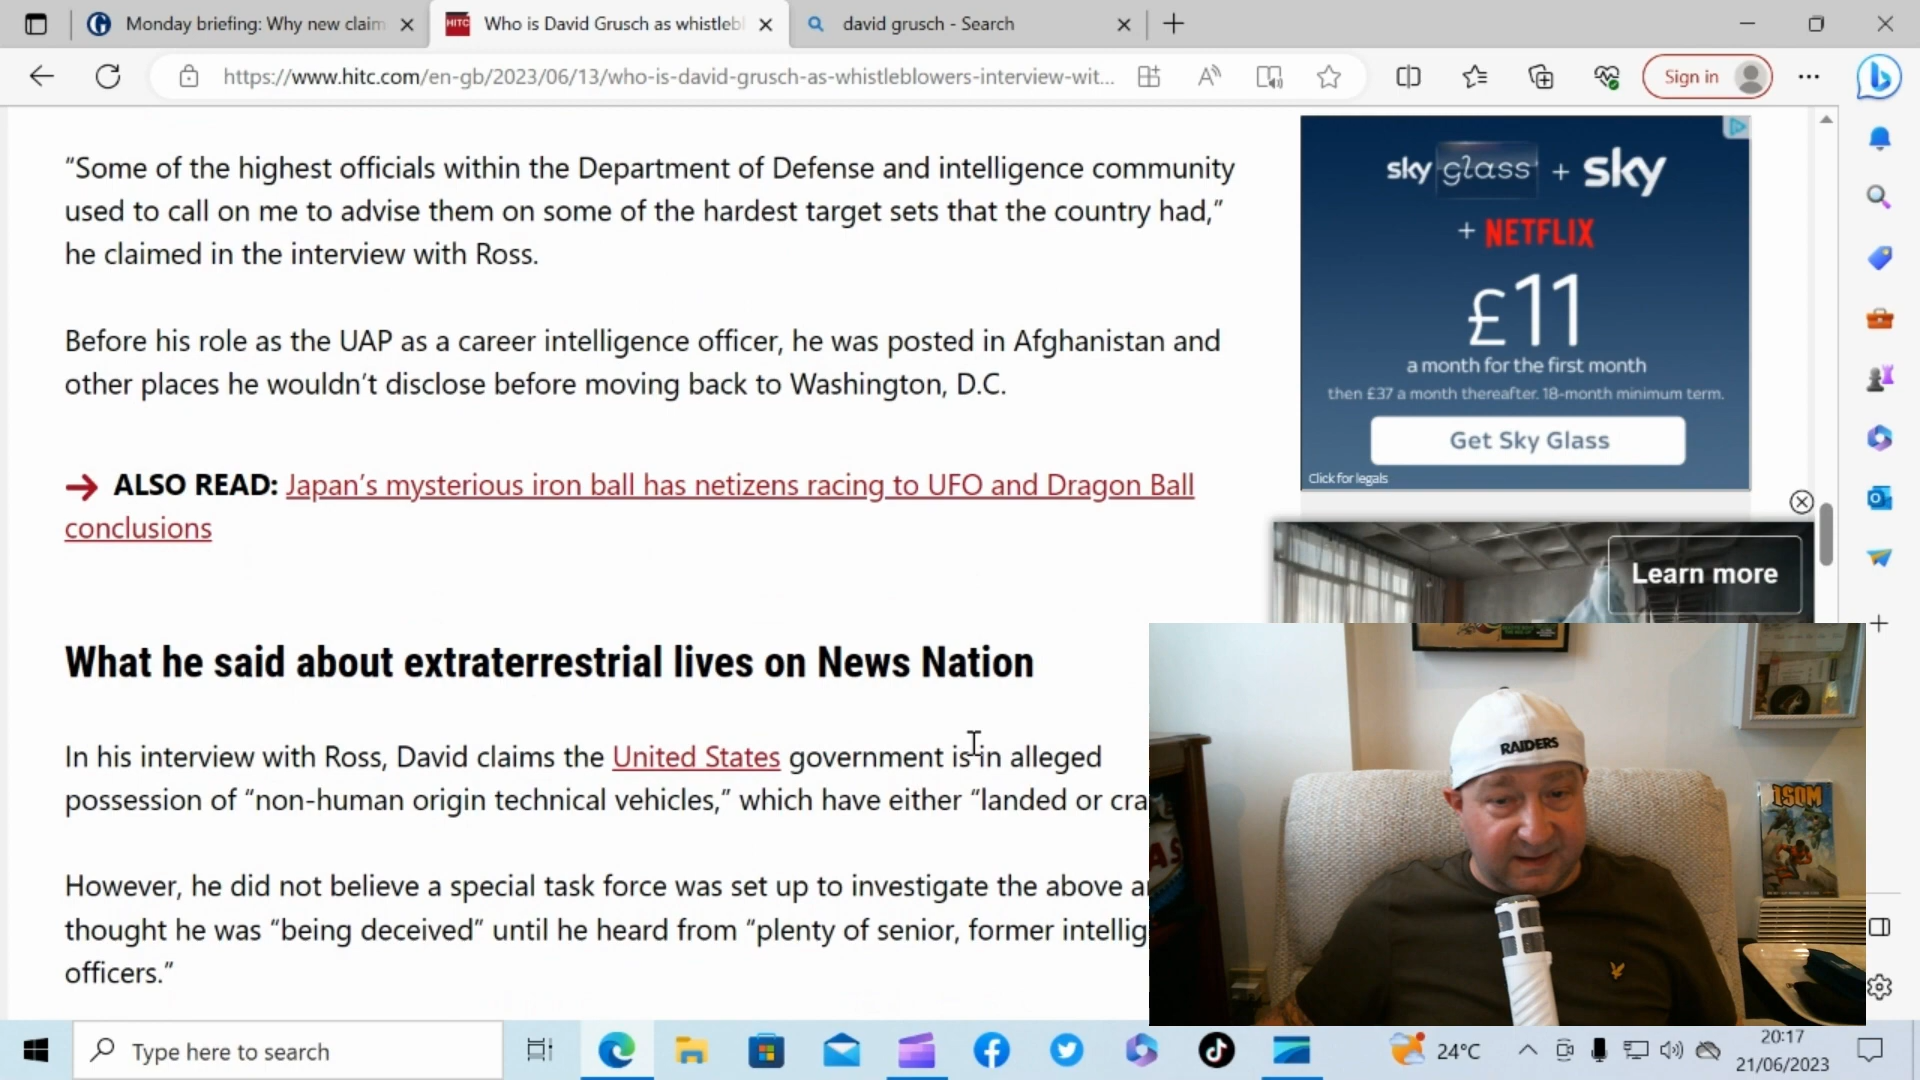 Monday briefing: Why new claim
HITC
Who is David Grusch as whistlebl
david grusch - Search
https://www.hitc.com/en-gb/2023/06/13/who-is-david-grusch-as-whistleblowers-interview-wit...
Sign in
“Some of the highest officials within the Department of Defense and intelligence community
used to call on me to advise them on some of the hardest target sets that the country had,”
he claimed in the interview with Ross.
Before his role as the UAP as a career intelligence officer, he was posted in Afghanistan and
other places he wouldn’t disclose before moving back to Washington, D.C.
→ ALSO READ: Japan’s mysterious iron ball has netizens racing to UFO and Dragon Ball
conclusions
What he said about extraterrestrial lives on News Nation
In his interview with Ross, David claims the United States government is in alleged
possession of “non-human origin technical vehicles,” which have either “landed or cra
However, he did not believe a special task force was set up to investigate the above a
thought he was “being deceived” until he heard from “plenty of senior, former intellig
officers.”
sky glass + sky
+ NETFLIX
£11
a month for the first month
then £37 a month thereafter. 18-month minimum term.
Get Sky Glass
Click for legals
Learn more
RAIDERS
ISOM
Type here to search
24°C
20:17
21/06/2023